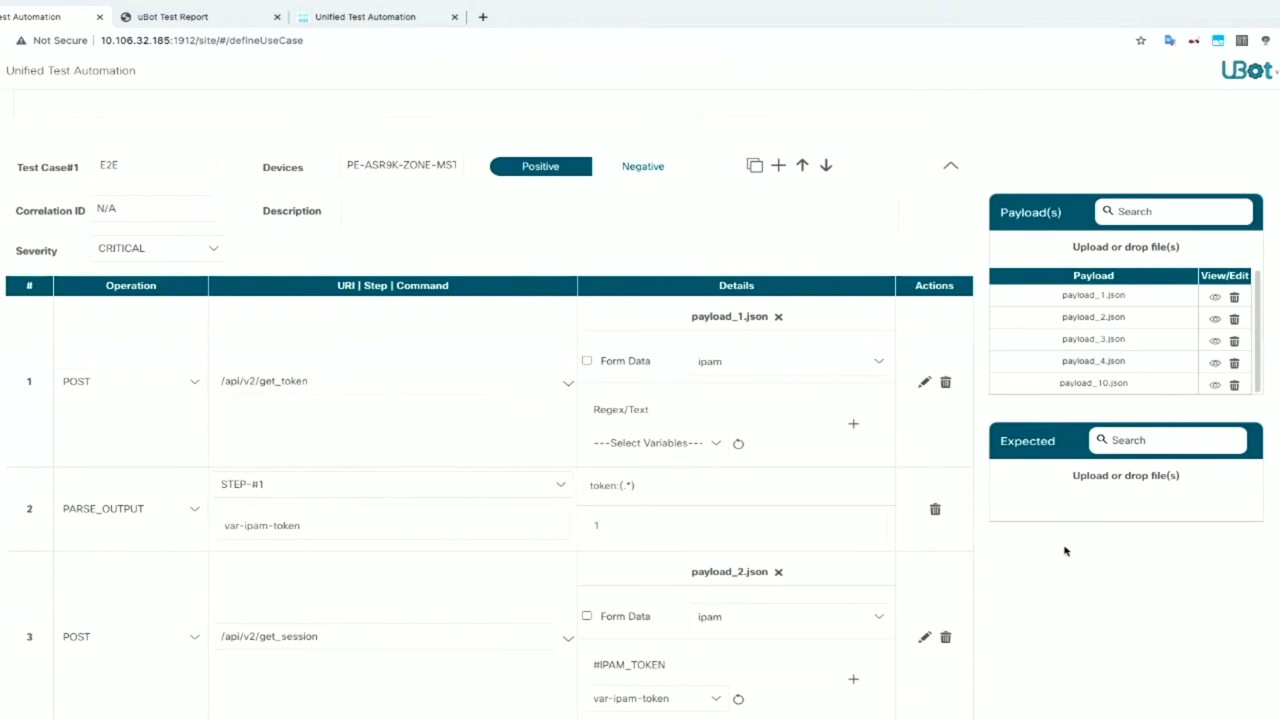 est Automation
uBot Test Report
Unified Test Automation
Not Secure
10.106.32.185:1912/site/#/defineUseCase
Unified Test Automation
UBot
Test Case#1
E2E
Devices
PE-ASR9K-ZONE-MST
Positive
Negative
Correlation ID
N/A
Description
Severity
CRITICAL
#
Operation
URI | Step | Command
Details
Actions
1
POST
/api/v2/get_token
payload_1.json
Form Data
ipam
Regex/Text
---Select Variables---
2
PARSE_OUTPUT
STEP-#1
var-ipam-token
token:(.*)
1
3
POST
/api/v2/get_session
payload_2.json
Form Data
ipam
#IPAM_TOKEN
var-ipam-token
Payload(s)
Search
Upload or drop file(s)
Payload
View/Edit
payload_1.json
payload_2.json
payload_3.json
payload_4.json
payload_10.json
Expected
Search
Upload or drop file(s)